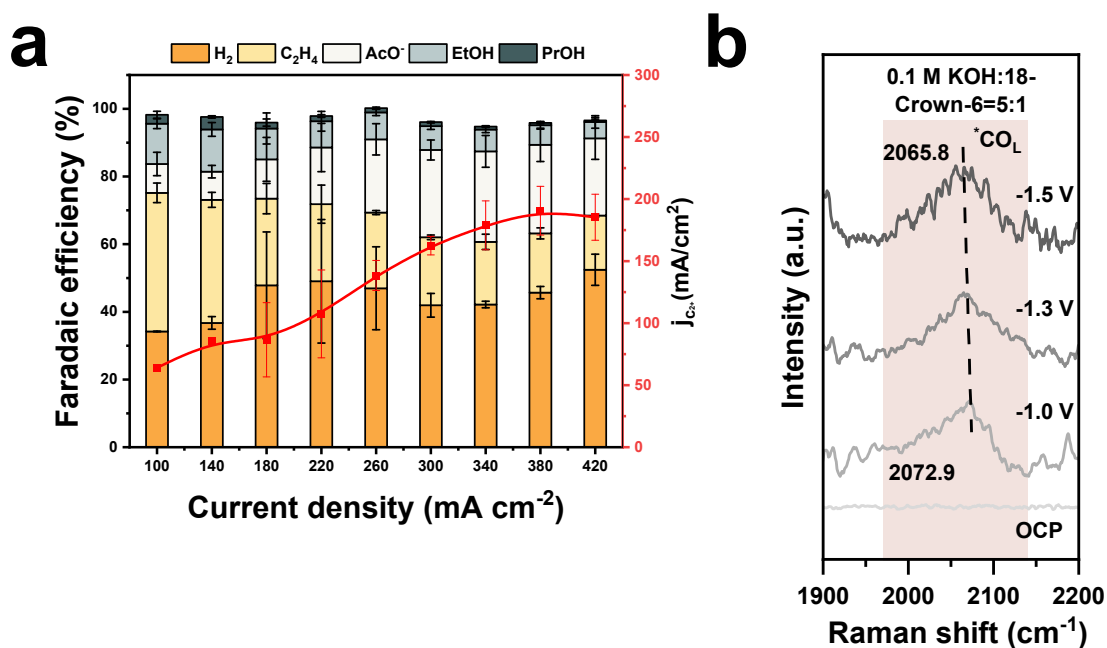 a
H₂ C₂H₄ AcO⁻ EtOH PrOH
Faradaic efficiency (%)
100
80
60
40
20
0
300
250
200
150
100
50
0
j_C₂₊ (mA/cm²)
100 140 180 220 260 300 340 380 420
Current density (mA cm⁻²)
b
0.1 M KOH:18-
Crown-6=5:1
*CO_L
2065.8
-1.5 V
-1.3 V
-1.0 V
2072.9
OCP
Intensity (a.u.)
1900 2000 2100 2200
Raman shift (cm⁻¹)